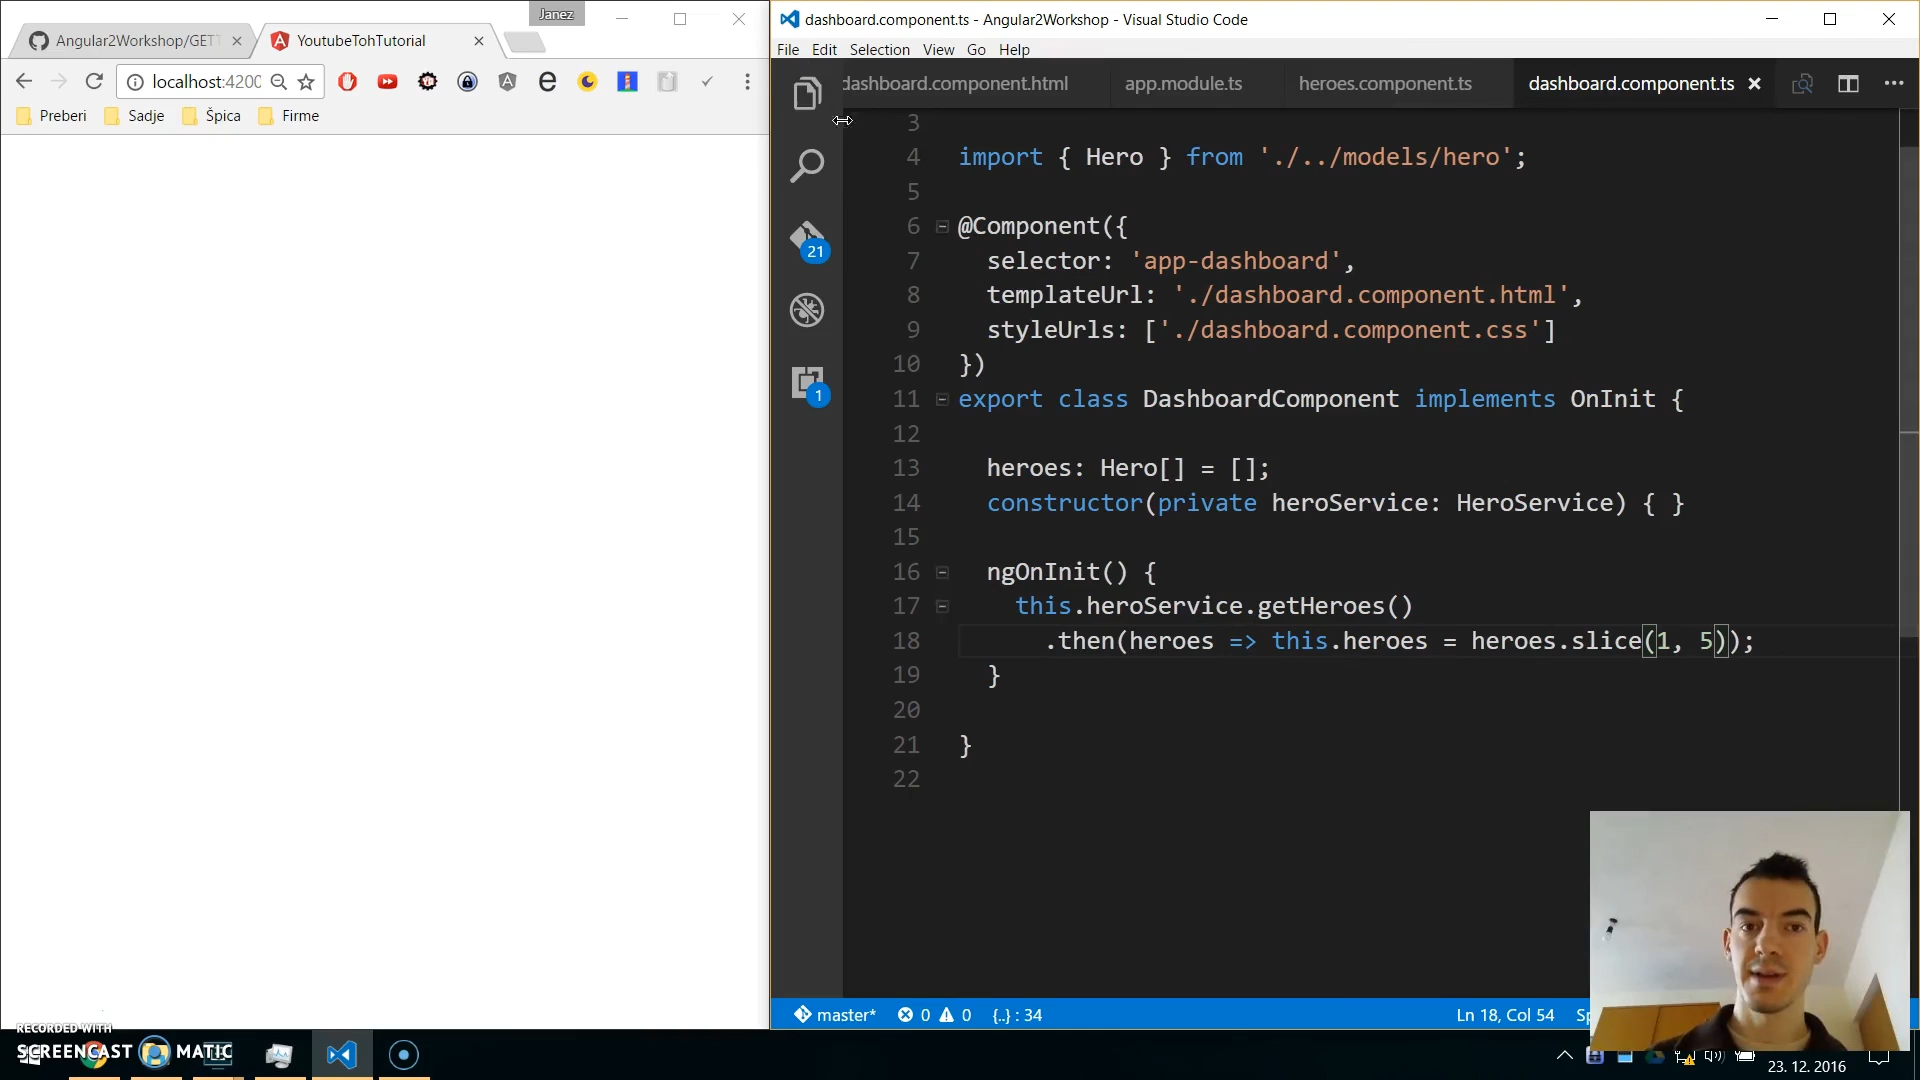 Janez
Angular2Workshop/GET
YoutubeTohTutorial
localhost:4200
Preberi
Sadje
Špica
Firme
RECORDED WITH
SCREENCAST MATIC
dashboard.component.ts - Angular2Workshop - Visual Studio Code
File Edit Selection View Go Help
dashboard.component.html app.module.ts heroes.component.ts dashboard.component.ts
21
1
3
4 import { Hero } from './../models/hero';
5
6 @Component({
7 selector: 'app-dashboard',
8 templateUrl: './dashboard.component.html',
9 styleUrls: ['./dashboard.component.css']
10 })
11 export class DashboardComponent implements OnInit {
12
13 heroes: Hero[] = [];
14 constructor(private heroService: HeroService) { }
15
16 ngOnInit() {
17 this.heroService.getHeroes()
18 .then(heroes => this.heroes = heroes.slice(1, 5));
19 }
20
21 }
22
master* 0 0 {..} : 34 Ln 18, Col 54 Sp
23. 12. 2016